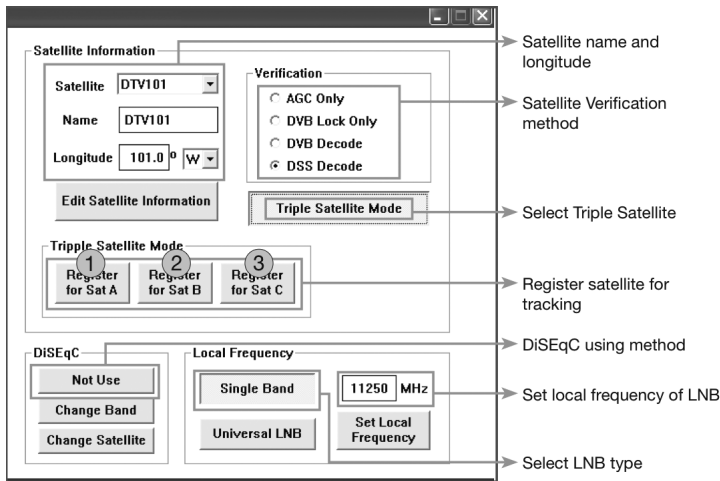 Satellite Information
Satellite DTV101
Name DTV101
Longitude 101.0 º W
Edit Satellite Information
Verification
AGC Only
DVB Lock Only
DVB Decode
DSS Decode
Triple Satellite Mode
Tripple Satellite Mode
1 2 3
Register for Sat A
Register for Sat B
Register for Sat C
DiSEqC
Not Use
Change Band
Change Satellite
Local Frequency
Single Band
11250 MHz
Universal LNB
Set Local
Frequency
Satellite name and
longitude
Satellite Verification
method
Select Triple Satellite
Register satellite for
tracking
DiSEqC using method
Set local frequency of LNB
Select LNB type